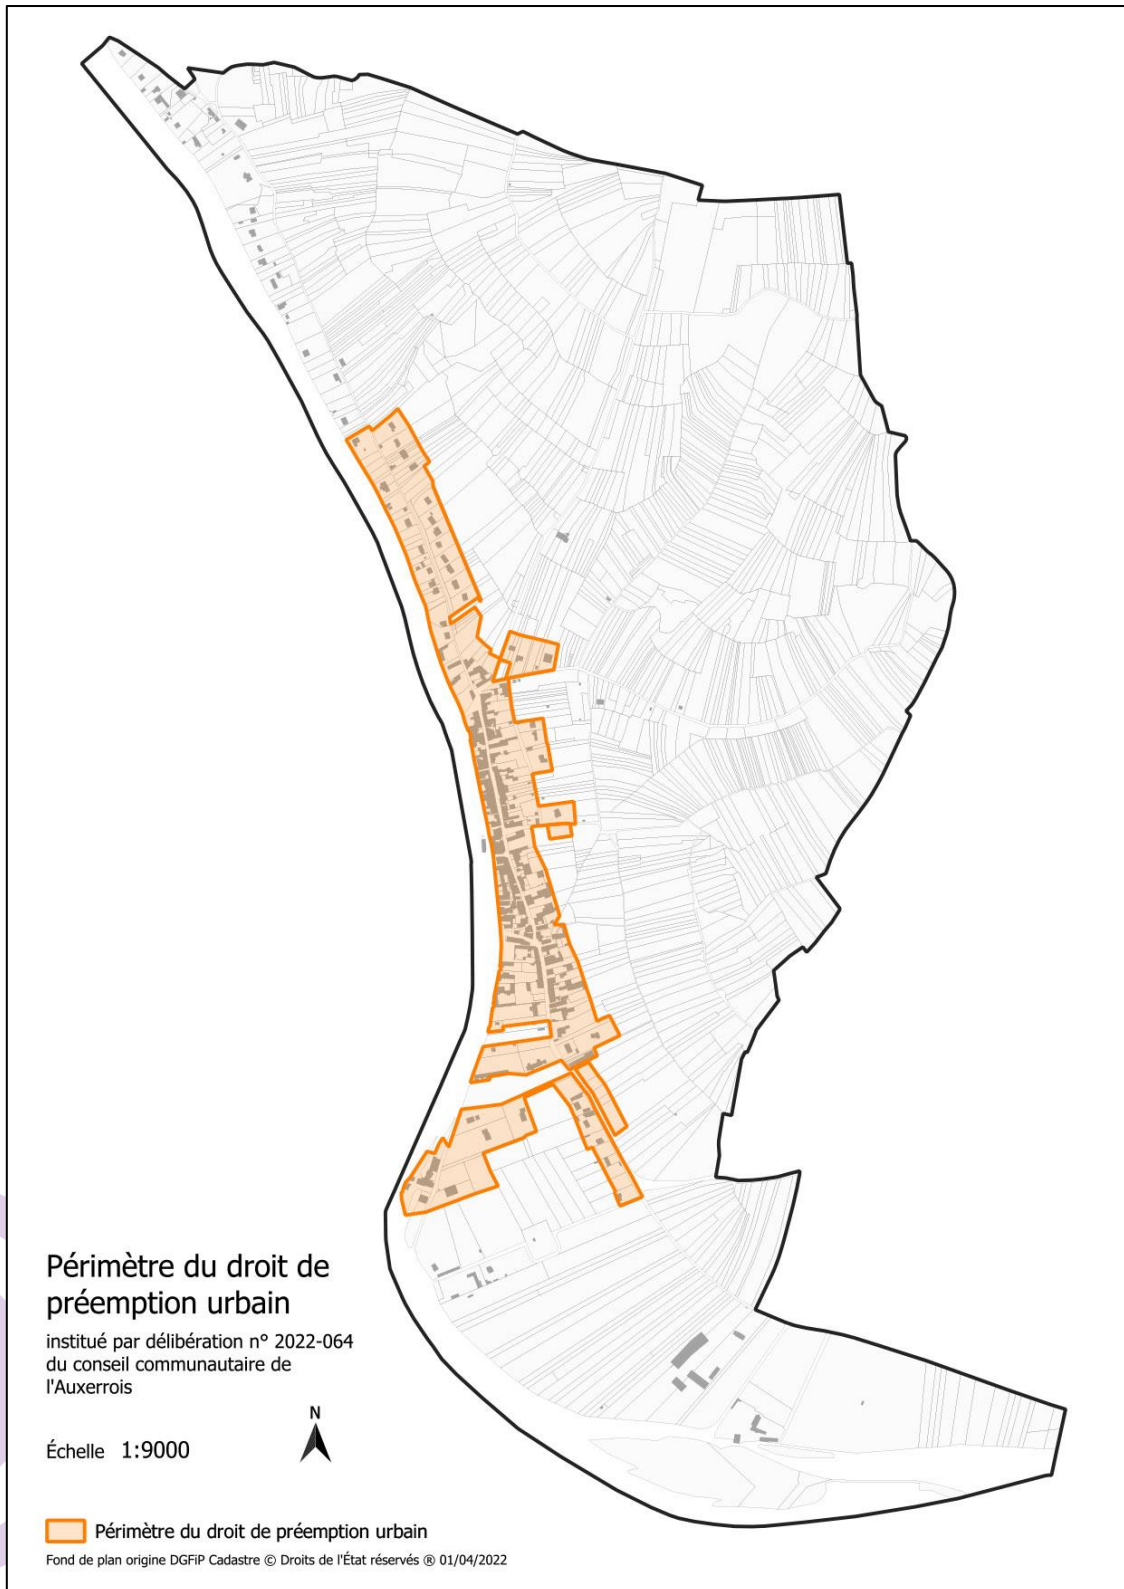 Périmètre du droit de
préemption urbain
institué par délibération n° 2022-064
du conseil communautaire de
l'Auxerrois
N
Échelle 1:9000
Périmètre du droit de préemption urbain
Fond de plan origine DGFiP Cadastre © Droits de l'État réservés ® 01/04/2022